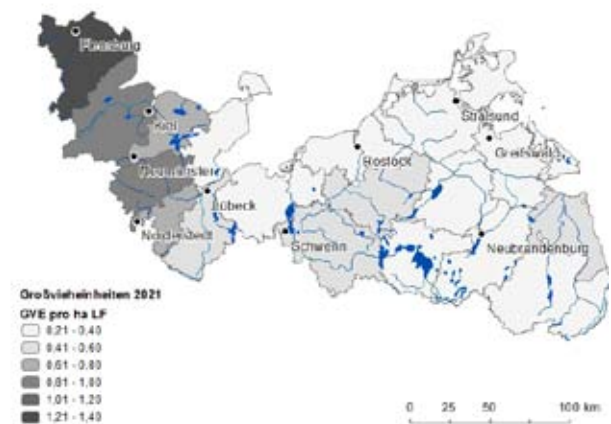 Flensburg
Kiel
Stralsund
Greifswald
Neumünster
Rostock
Lübeck
Norderstedt
Schwerin
Neubrandenburg
Großvieheinheiten 2021
GVE pro ha LF
0,21 - 0,40
0,41 - 0,60
0,61 - 0,80
0,81 - 1,00
1,01 - 1,20
1,21 - 1,40
0 25 50 100 km